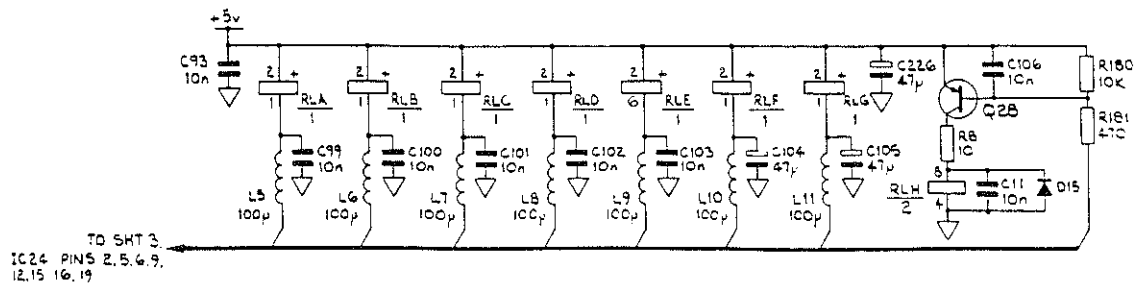 +5v
C93
10n
2 +
1
RLA
1
C99
10n
L5
100µ
2 +
1
RLB
1
C100
10n
L6
100µ
2 +
1
RLC
1
C101
10n
L7
100µ
2 +
1
RLD
1
C102
10n
L8
100µ
2 +
6
RLE
1
C103
10n
L9
100µ
2 +
1
RLF
1
C104
47µ
L10
100µ
2 +
1
RLG
1
C105
47µ
L11
100µ
C226
47µ
C106
10n
Q28
R180
10K
R181
470
R8
10
8
RLH
2
4
C11
10n
D15
TO SHT 3.
IC24 PINS 2,5,6,9,
12,15 16,19